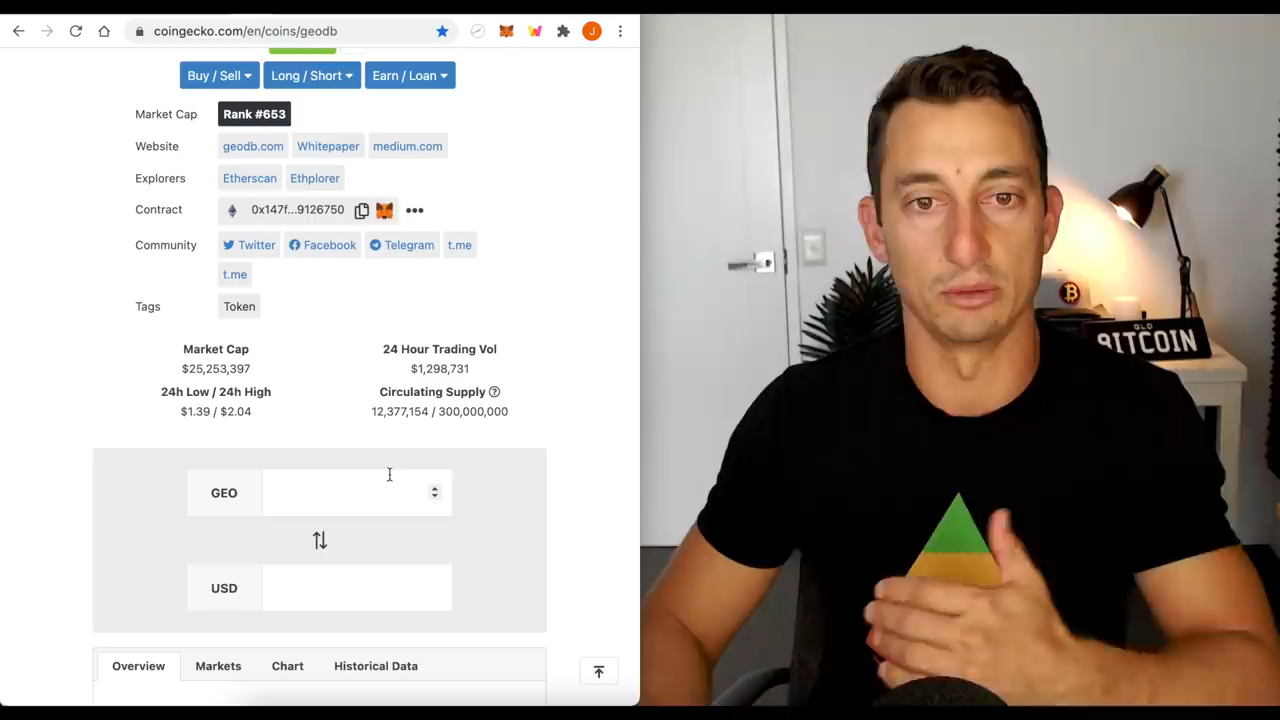 coingecko.com/en/coins/geodb
J
Buy / Sell
Long / Short
Earn / Loan
Market Cap
Rank #653
Website
geodb.com
Whitepaper
medium.com
Explorers
Etherscan
Ethplorer
Contract
0x147f...9126750
Community
Twitter
Facebook
Telegram
t.me
t.me
Tags
Token
Market Cap
24 Hour Trading Vol
$25,253,397
$1,298,731
24h Low / 24h High
Circulating Supply
$1.39 / $2.04
12,377,154 / 300,000,000
GEO
USD
Overview
Markets
Chart
Historical Data
QLD
BITCOIN